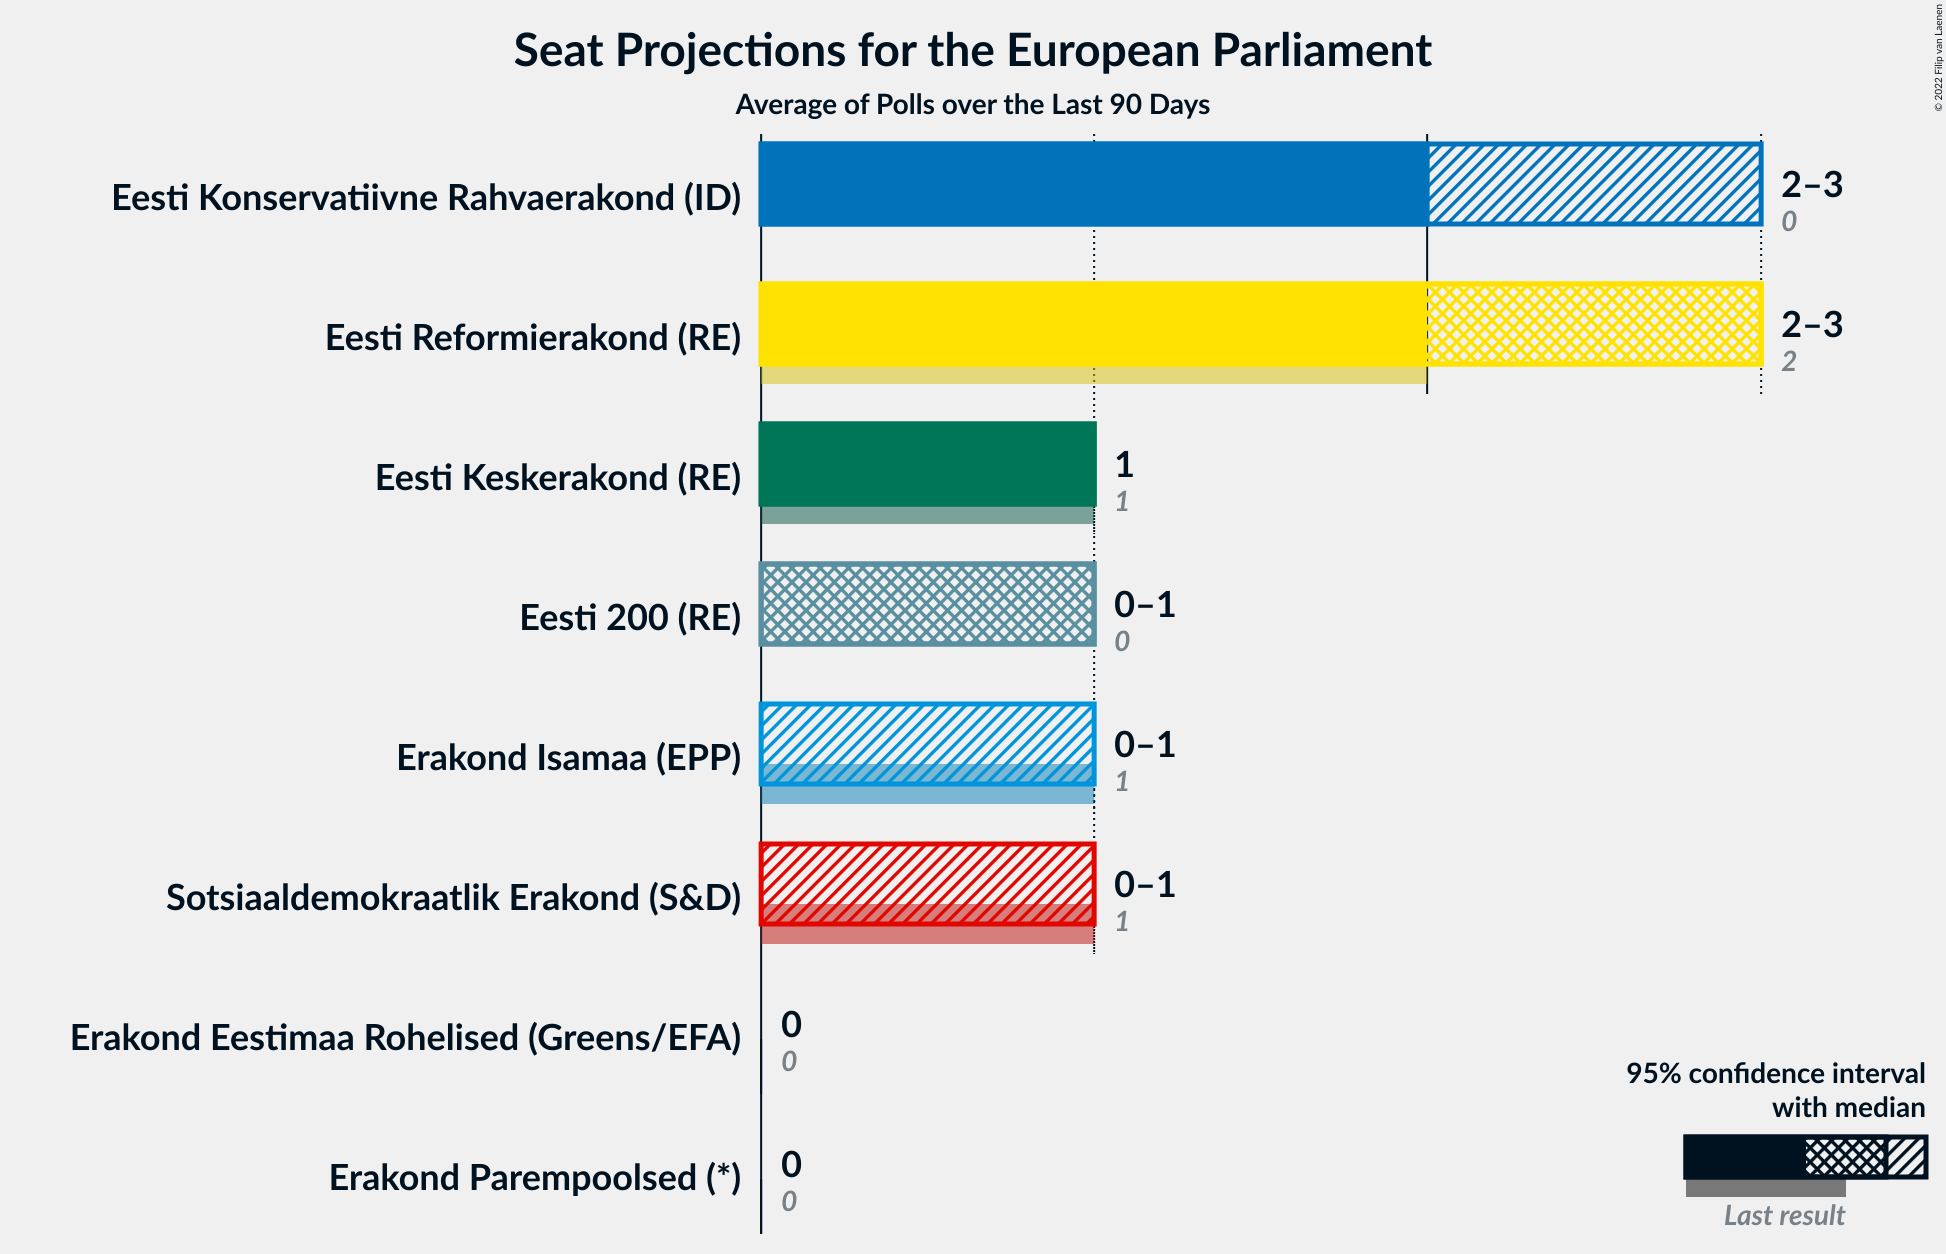 Seat Projections for the European Parliament
Average of Polls over the Last 90 Days
© 2022 Filip van Laenen
Eesti Konservatiivne Rahvaerakond (ID)
2–3
0
Eesti Reformierakond (RE)
2–3
2
Eesti Keskerakond (RE)
1
1
Eesti 200 (RE)
0–1
0
Erakond Isamaa (EPP)
0–1
1
Sotsiaaldemokraatlik Erakond (S&D)
0–1
1
Erakond Eestimaa Rohelised (Greens/EFA)
0
0
Erakond Parempoolsed (*)
0
0
95% confidence interval
with median
Last result